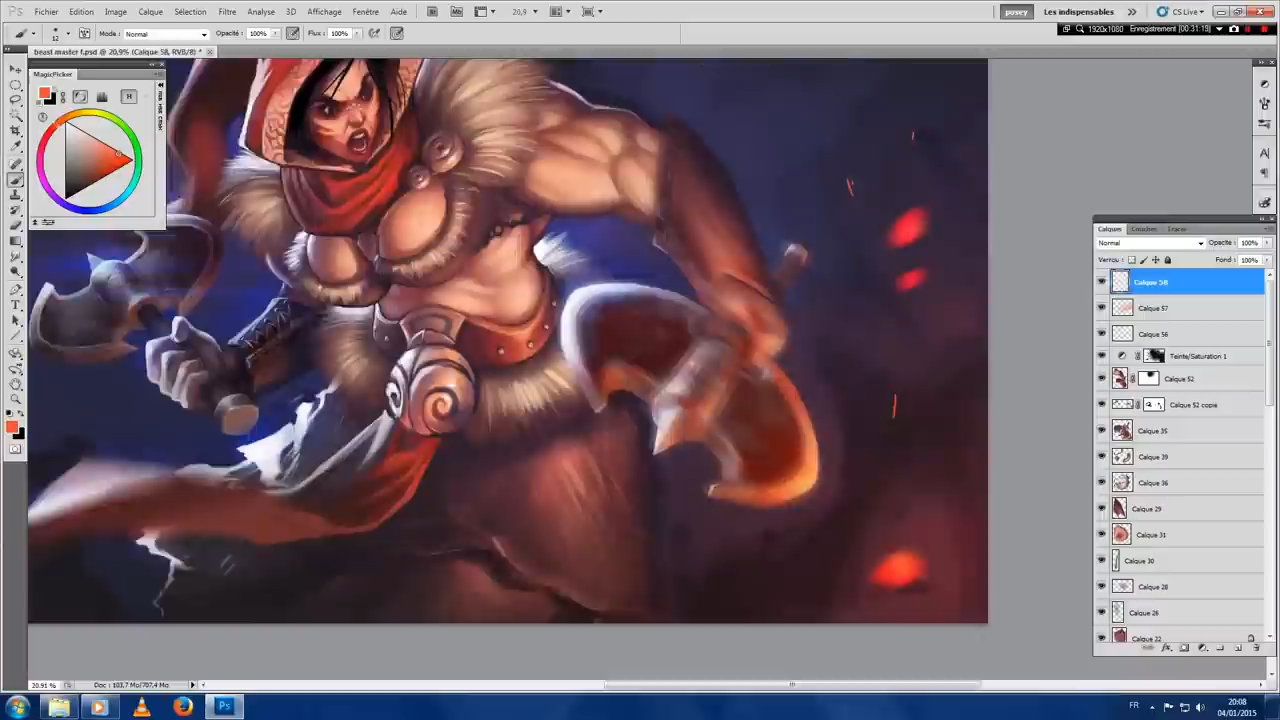 Fichier Edition Image Calque Sélection Filtre Analyse 3D Affichage Fenêtre Aide 20,9 posey Les indispensables CS Live
12 Mode: Normal Opacité: 100% Flux: 100% 1920x1080 Enregistrement (00:31:19)
beast master f.psd @ 20,9% (Calque 58, RVB/8) *
MagicPicker
H
Calques Couches Tracés
Normal Opacité: 100%
Verrou: Fond: 100%
Calque 58
Calque 57
Calque 56
Teinte/Saturation 1
Calque 52
Calque 52 copie
Calque 35
Calque 39
Calque 36
Calque 29
Calque 31
Calque 30
Calque 28
Calque 26
Calque 22
20.91 % Doc : 103,7 Mo/707,4 Mo
Ps FR 20:08
04/01/2015